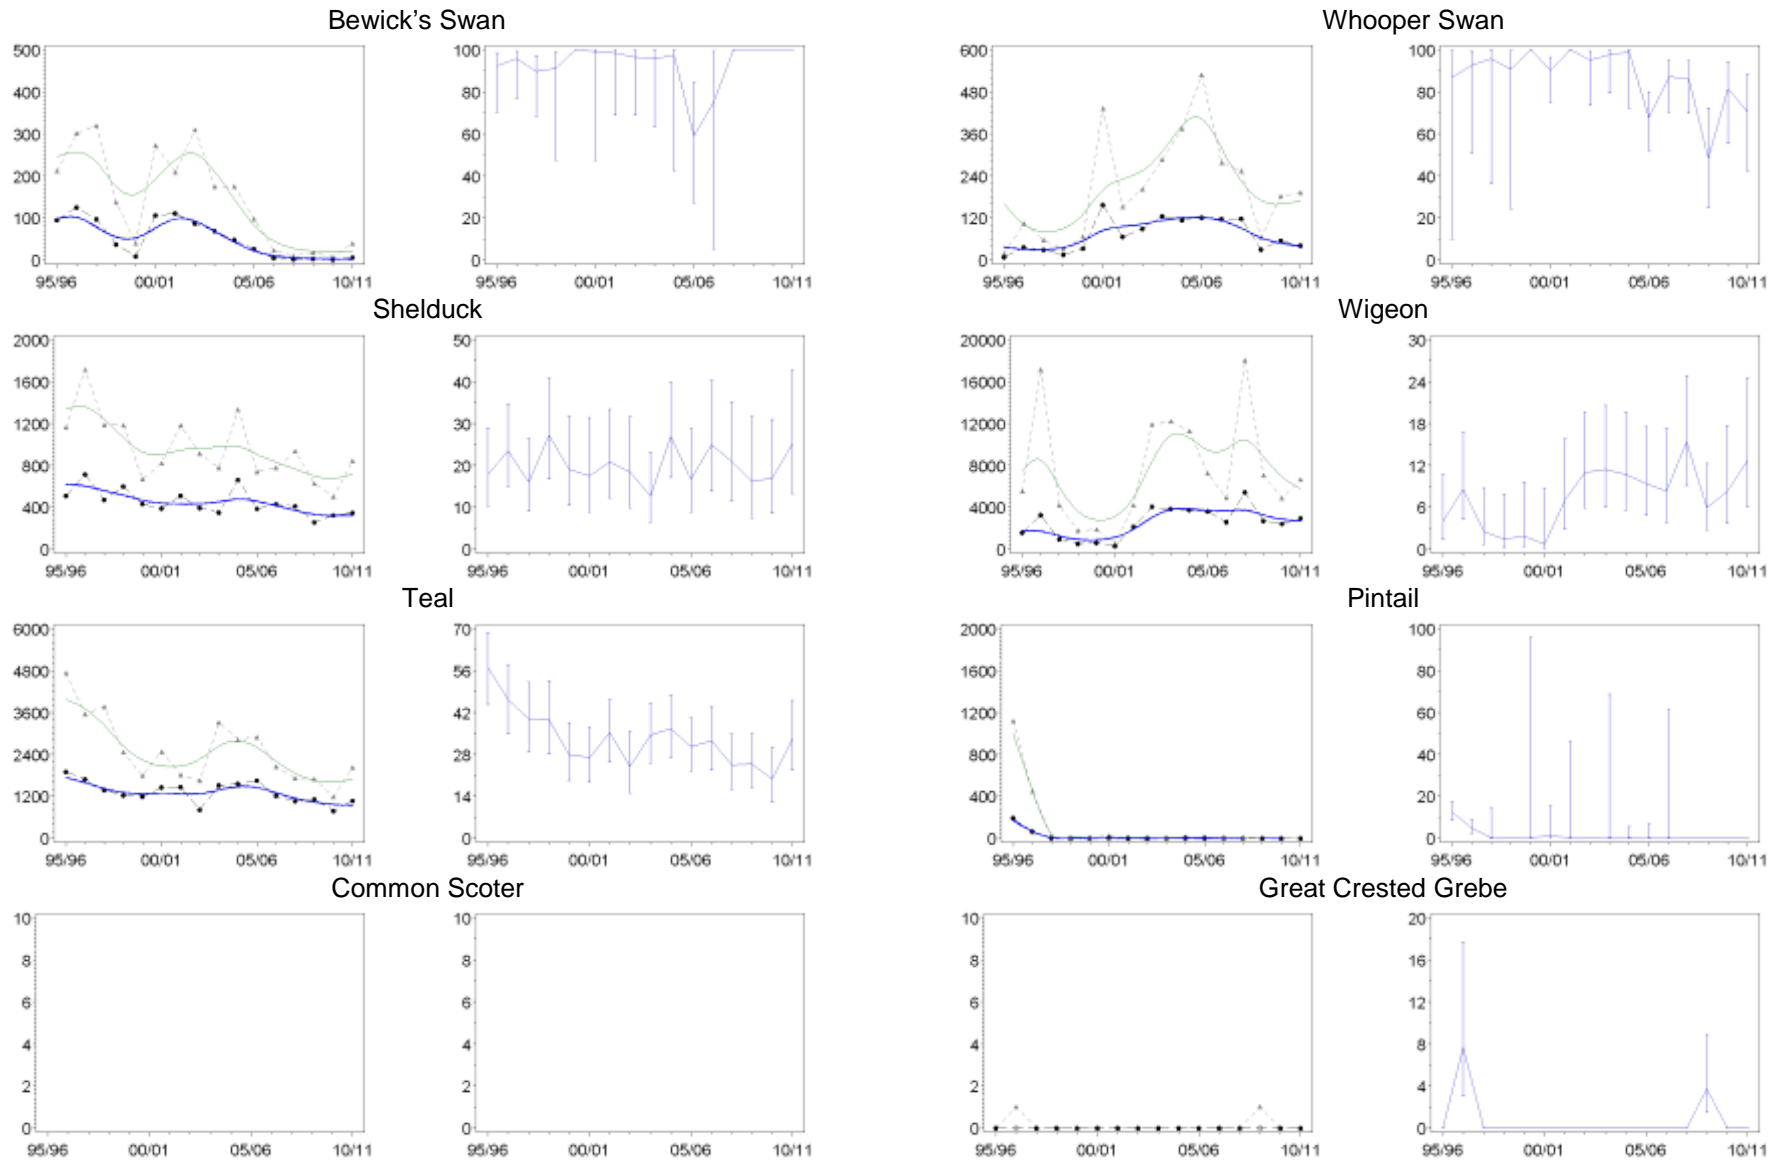 Bewick's Swan
Whooper Swan
500 400 300 200 100 0
100 80 60 40 20 0
600 480 360 240 120 0
100 80 60 40 20 0
95/96 00/01 05/06 10/11
95/96 00/01 05/06 10/11
95/96 00/01 05/06 10/11
95/96 00/01 05/06 10/11
Shelduck
Wigeon
2000 1600 1200 800 400 0
50 40 30 20 10 0
20000 16000 12000 8000 4000 0
30 24 18 12 6 0
95/96 00/01 05/06 10/11
95/96 00/01 05/06 10/11
95/96 00/01 05/06 10/11
95/96 00/01 05/06 10/11
Teal
Pintail
6000 4800 3600 2400 1200 0
70 56 42 28 14 0
2000 1600 1200 800 400 0
100 80 60 40 20 0
95/96 00/01 05/06 10/11
95/96 00/01 05/06 10/11
95/96 00/01 05/06 10/11
95/96 00/01 05/06 10/11
Common Scoter
Great Crested Grebe
10 8 6 4 2 0
10 8 6 4 2 0
10 8 6 4 2 0
20 16 12 8 4 0
95/96 00/01 05/06 10/11
95/96 00/01 05/06 10/11
95/96 00/01 05/06 10/11
95/96 00/01 05/06 10/11